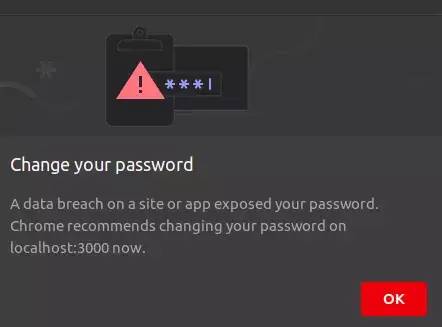 Change your password
A data breach on a site or app exposed your password.
Chrome recommends changing your password on
localhost:3000 now.
OK